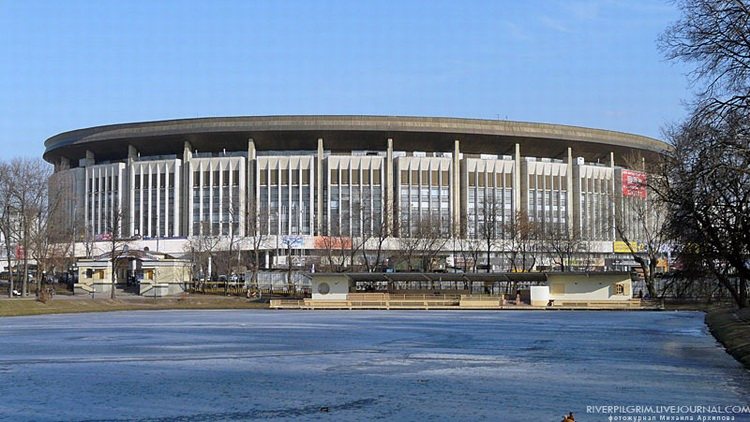 RIVERPILGRIM.LIVEJOURNAL.COM
фотожурнал Михаила Архипова